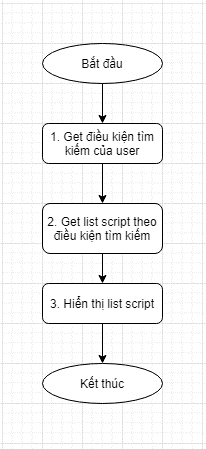 Bắt đầu
1. Get điều kiện tìm
kiếm của user
2. Get list script theo
điều kiện tìm kiếm
3. Hiển thị list script
Kết thúc